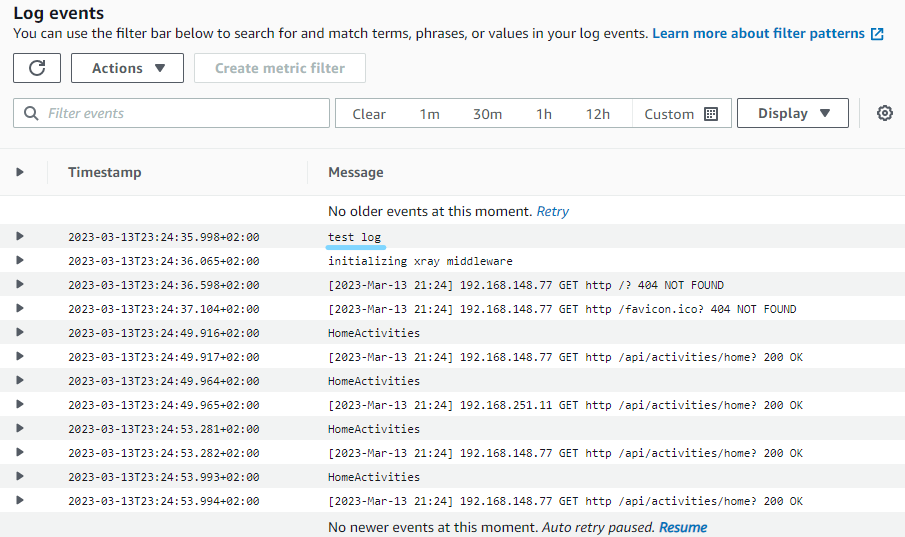 Log events
You can use the filter bar below to search for and match terms, phrases, or values in your log events. Learn more about filter patterns
Actions
Create metric filter
Filter events
Clear 1m 30m 1h 12h Custom
Display
Timestamp Message
No older events at this moment. Retry
2023-03-13T23:24:35.998+02:00 test log
2023-03-13T23:24:36.065+02:00 initializing xray middleware
2023-03-13T23:24:36.598+02:00 [2023-Mar-13 21:24] 192.168.148.77 GET http /? 404 NOT FOUND
2023-03-13T23:24:37.104+02:00 [2023-Mar-13 21:24] 192.168.148.77 GET http /favicon.ico? 404 NOT FOUND
2023-03-13T23:24:49.916+02:00 HomeActivities
2023-03-13T23:24:49.917+02:00 [2023-Mar-13 21:24] 192.168.148.77 GET http /api/activities/home? 200 OK
2023-03-13T23:24:49.964+02:00 HomeActivities
2023-03-13T23:24:49.965+02:00 [2023-Mar-13 21:24] 192.168.251.11 GET http /api/activities/home? 200 OK
2023-03-13T23:24:53.281+02:00 HomeActivities
2023-03-13T23:24:53.282+02:00 [2023-Mar-13 21:24] 192.168.148.77 GET http /api/activities/home? 200 OK
2023-03-13T23:24:53.993+02:00 HomeActivities
2023-03-13T23:24:53.994+02:00 [2023-Mar-13 21:24] 192.168.148.77 GET http /api/activities/home? 200 OK
No newer events at this moment. Auto retry paused. Resume